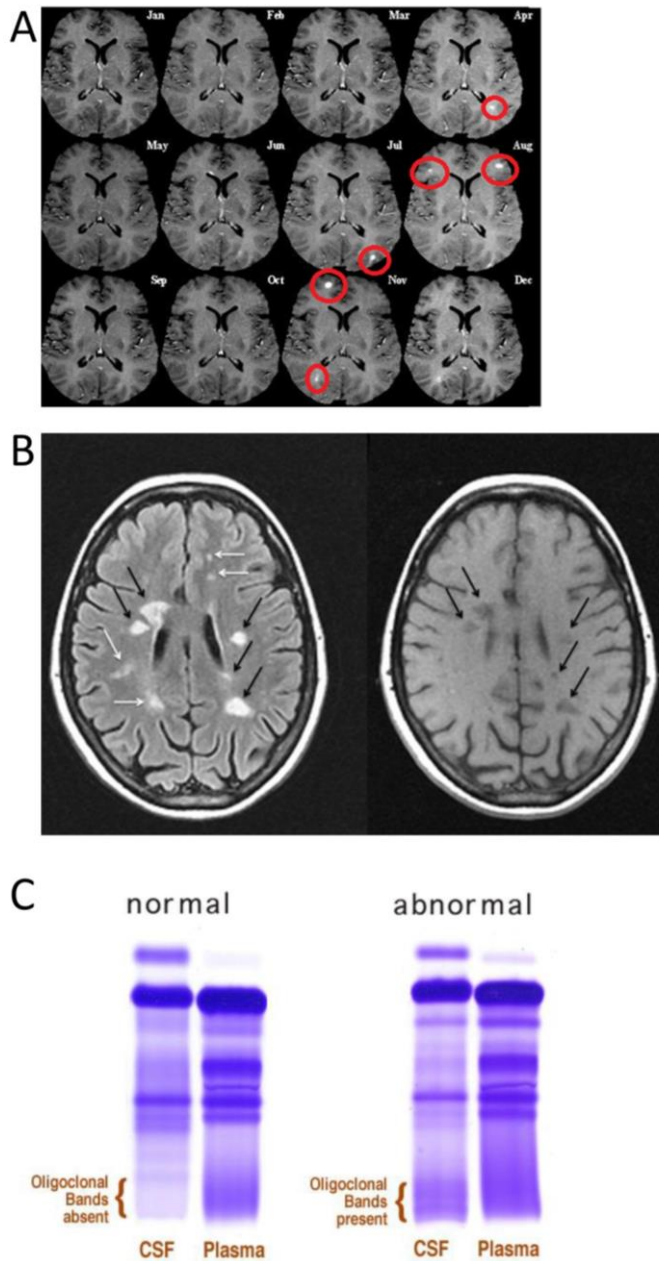 A
Jan Feb Mar Apr
May Jun Jul Aug
Sep Oct Nov Dec
B
C
normal abnormal
Oligoclonal
Bands
absent
Oligoclonal
Bands
present
CSF Plasma CSF Plasma